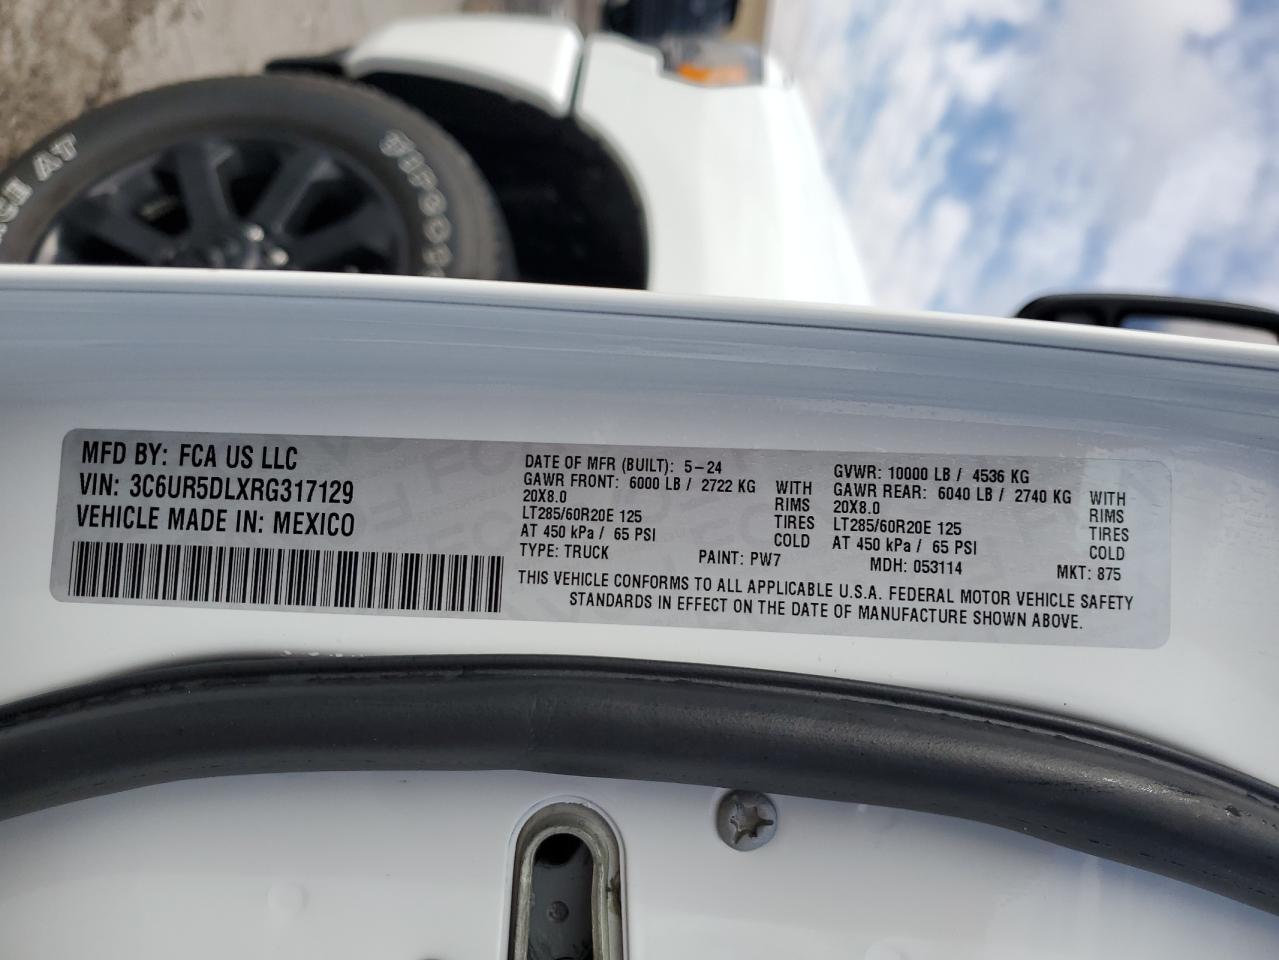 MFD BY: FCA US LLC
VIN: 3C6UR5DLXRG317129
VEHICLE MADE IN: MEXICO
DATE OF MFR (BUILT): 5-24
GAWR FRONT: 6000 LB / 2722 KG WITH
20X8.0 RIMS
LT285/60R20E 125 TIRES
AT 450 kPa / 65 PSI COLD
TYPE: TRUCK PAINT: PW7
GVWR: 10000 LB / 4536 KG
GAWR REAR: 6040 LB / 2740 KG WITH
20X8.0 RIMS
LT285/60R20E 125 TIRES
AT 450 kPa / 65 PSI COLD
MDH: 053114 MKT: 875
THIS VEHICLE CONFORMS TO ALL APPLICABLE U.S.A. FEDERAL MOTOR VEHICLE SAFETY
STANDARDS IN EFFECT ON THE DATE OF MANUFACTURE SHOWN ABOVE.
AT